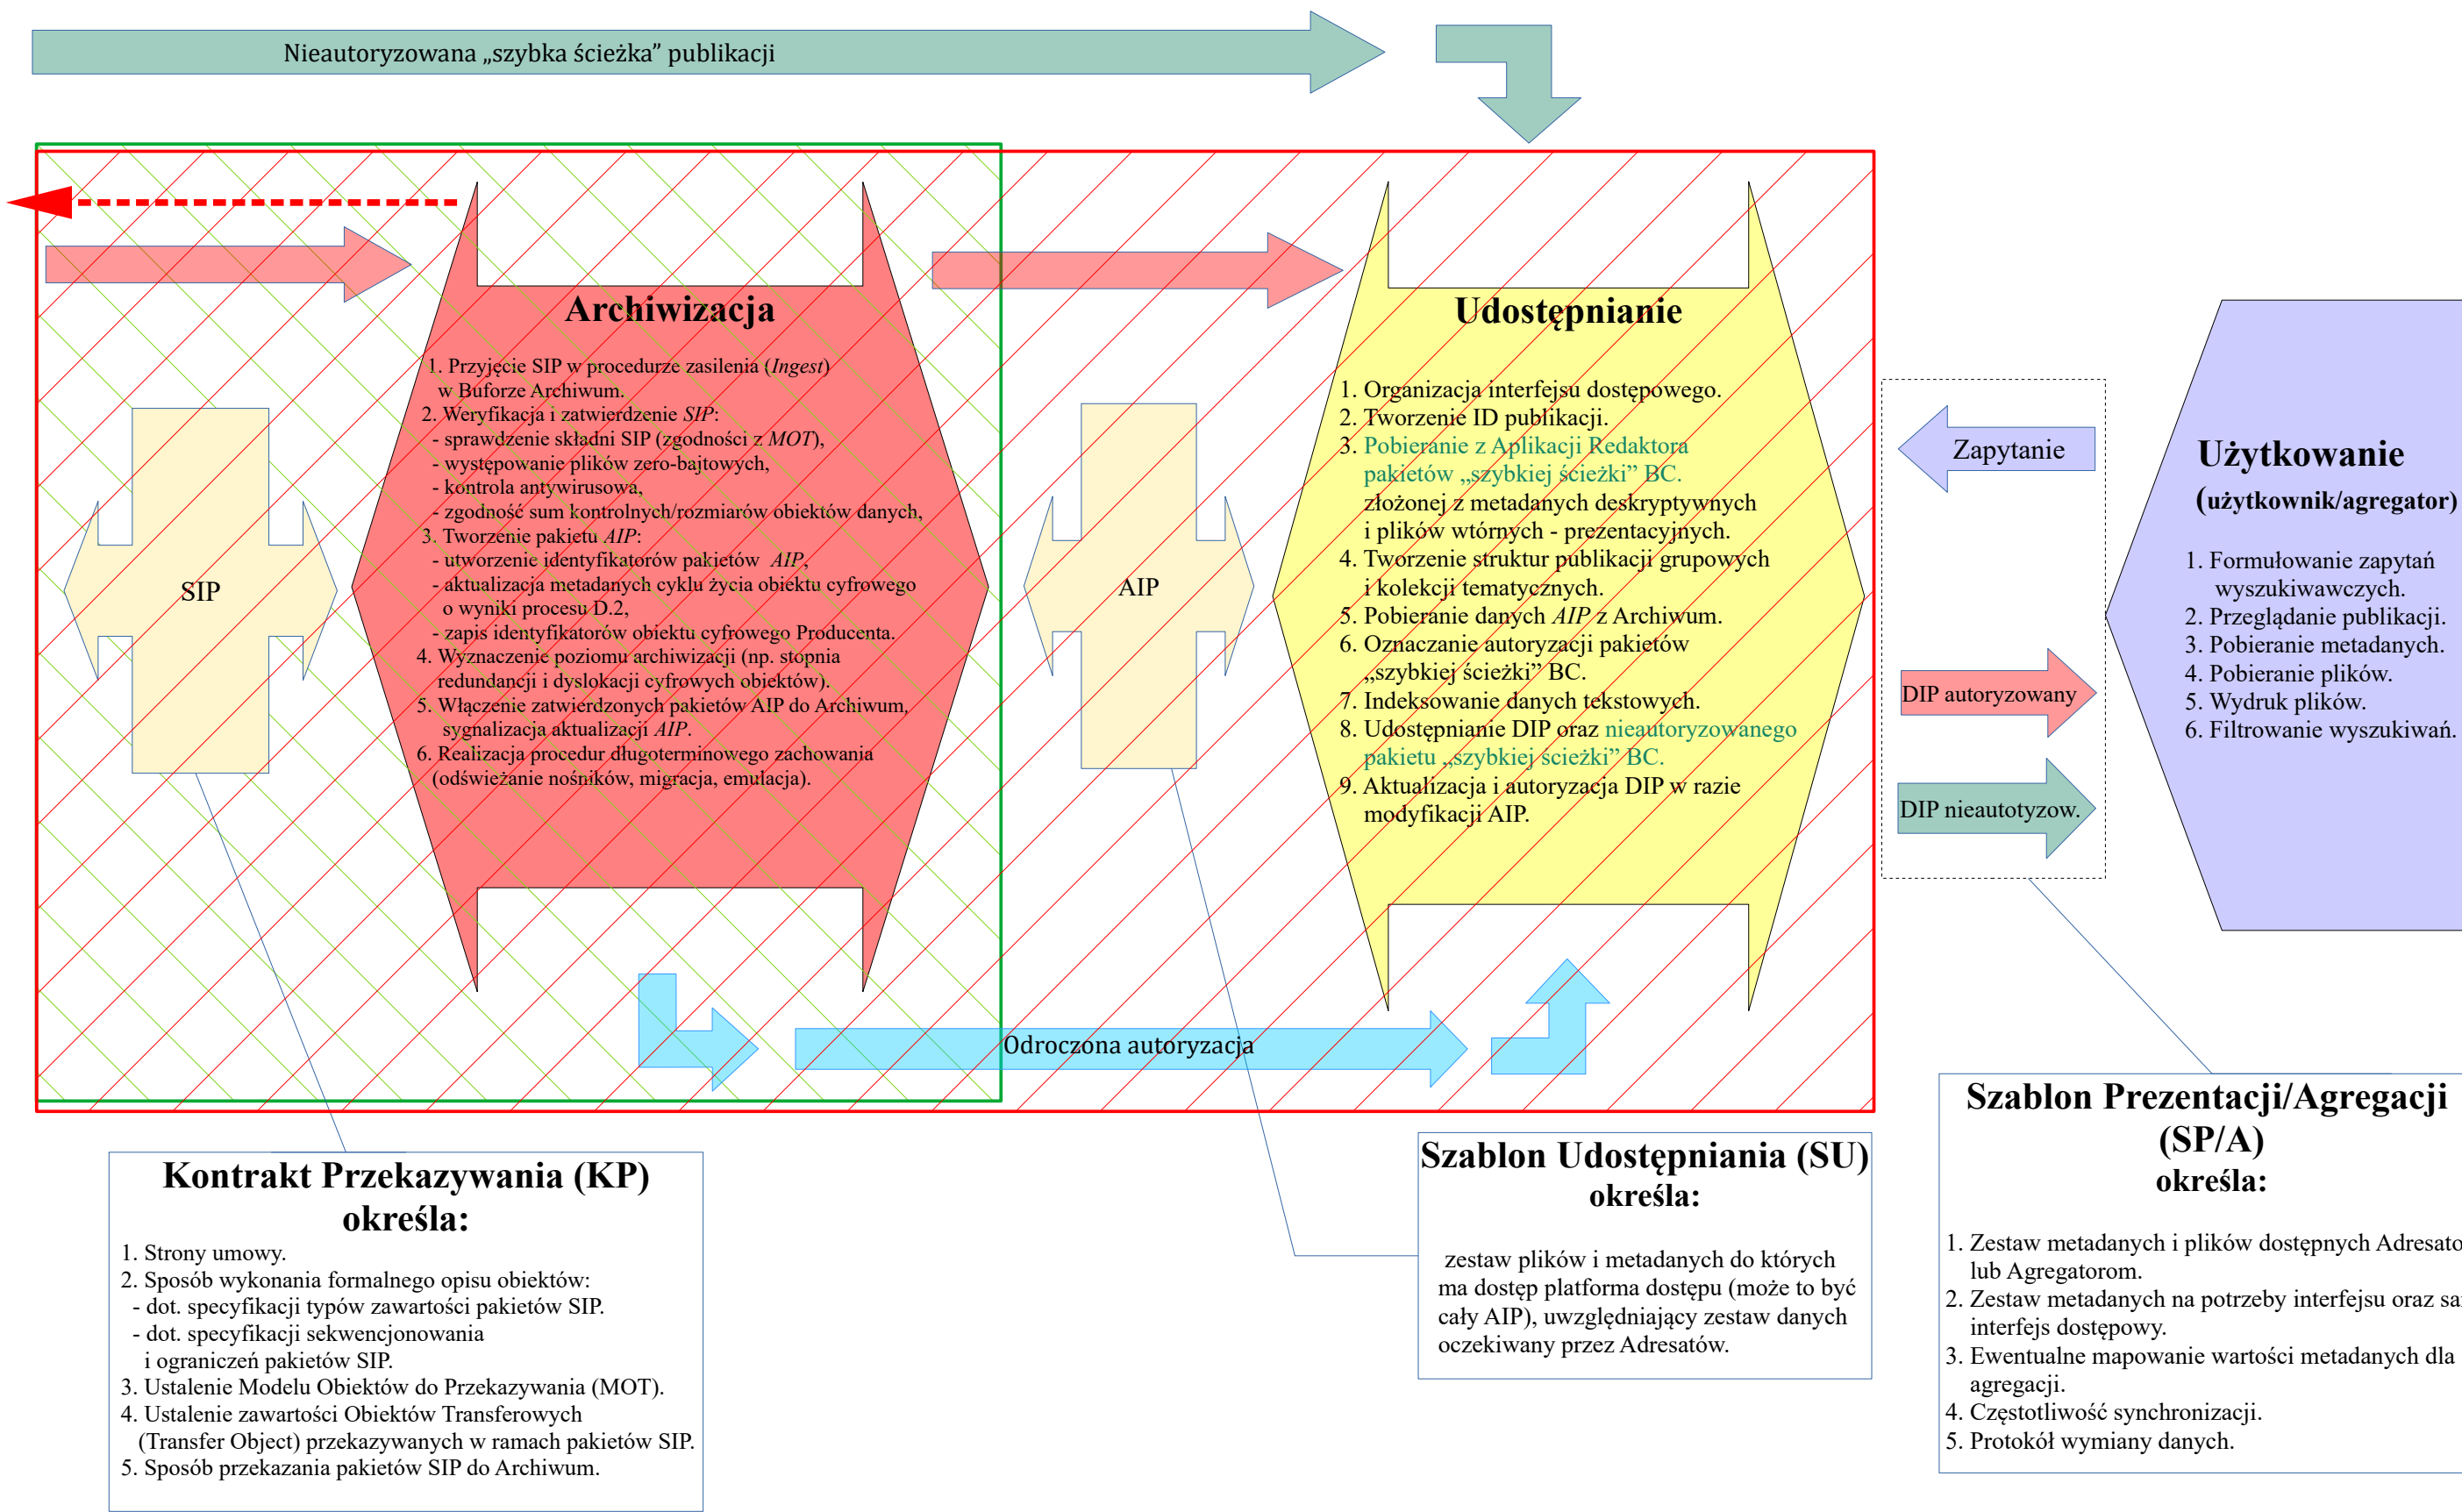 Nieautoryzowana „szybka ścieżka” publikacji
Archiwizacja
1. Przyjęcie SIP w procedurze zasilenia (Ingest)
w Buforze Archiwum.
2. Weryfikacja i zatwierdzenie SIP:
- sprawdzenie składni SIP (zgodności z MOT),
- występowanie plików zero-bajtowych,
- kontrola antywirusowa,
- zgodność sum kontrolnych/rozmiarów obiektów danych,
3. Tworzenie pakietu AIP:
- utworzenie identyfikatorów pakietów AIP,
- aktualizacja metadanych cyklu życia obiektu cyfrowego
o wyniki procesu D.2,
- zapis identyfikatorów obiektu cyfrowego Producenta.
4. Wyznaczenie poziomu archiwizacji (np. stopnia
redundancji i dyslokacji cyfrowych obiektów).
5. Włączenie zatwierdzonych pakietów AIP do Archiwum,
sygnalizacja aktualizacji AIP.
6. Realizacja procedur długoterminowego zachowania
(odświeżanie nośników, migracja, emulacja).
SIP
AIP
Udostępnianie
1. Organizacja interfejsu dostępowego.
2. Tworzenie ID publikacji.
3. Pobieranie z Aplikacji Redaktora
pakietów „szybkiej ścieżki” BC.
złożonej z metadanych deskryptywnych
i plików wtórnych - prezentacyjnych.
4. Tworzenie struktur publikacji grupowych
i kolekcji tematycznych.
5. Pobieranie danych AIP z Archiwum.
6. Oznaczanie autoryzacji pakietów
„szybkiej ścieżki” BC.
7. Indeksowanie danych tekstowych.
8. Udostępnianie DIP oraz nieautoryzowanego
pakietu „szybkiej ścieżki” BC.
9. Aktualizacja i autoryzacja DIP w razie
modyfikacji AIP.
Zapytanie
DIP autoryzowany
DIP nieautotyzow.
Użytkowanie
(użytkownik/agregator)
1. Formułowanie zapytań
wyszukiwawczych.
2. Przeglądanie publikacji.
3. Pobieranie metadanych.
4. Pobieranie plików.
5. Wydruk plików.
6. Filtrowanie wyszukiwań.
Odroczona autoryzacja
Kontrakt Przekazywania (KP)
określa:
1. Strony umowy.
2. Sposób wykonania formalnego opisu obiektów:
- dot. specyfikacji typów zawartości pakietów SIP.
- dot. specyfikacji sekwencjonowania
i ograniczeń pakietów SIP.
3. Ustalenie Modelu Obiektów do Przekazywania (MOT).
4. Ustalenie zawartości Obiektów Transferowych
(Transfer Object) przekazywanych w ramach pakietów SIP.
5. Sposób przekazania pakietów SIP do Archiwum.
Szablon Udostępniania (SU)
określa:
zestaw plików i metadanych do których
ma dostęp platforma dostępu (może to być
cały AIP), uwzględniający zestaw danych
oczekiwany przez Adresatów.
Szablon Prezentacji/Agregacji
(SP/A)
określa:
1. Zestaw metadanych i plików dostępnych
lub Agregatorom.
2. Zestaw metadanych na potrzeby interfejsu oraz
interfejs dostępowy.
3. Ewentualne mapowanie wartości metadanych dla
agregacji.
4. Częstotliwość synchronizacji.
5. Protokół wymiany danych.